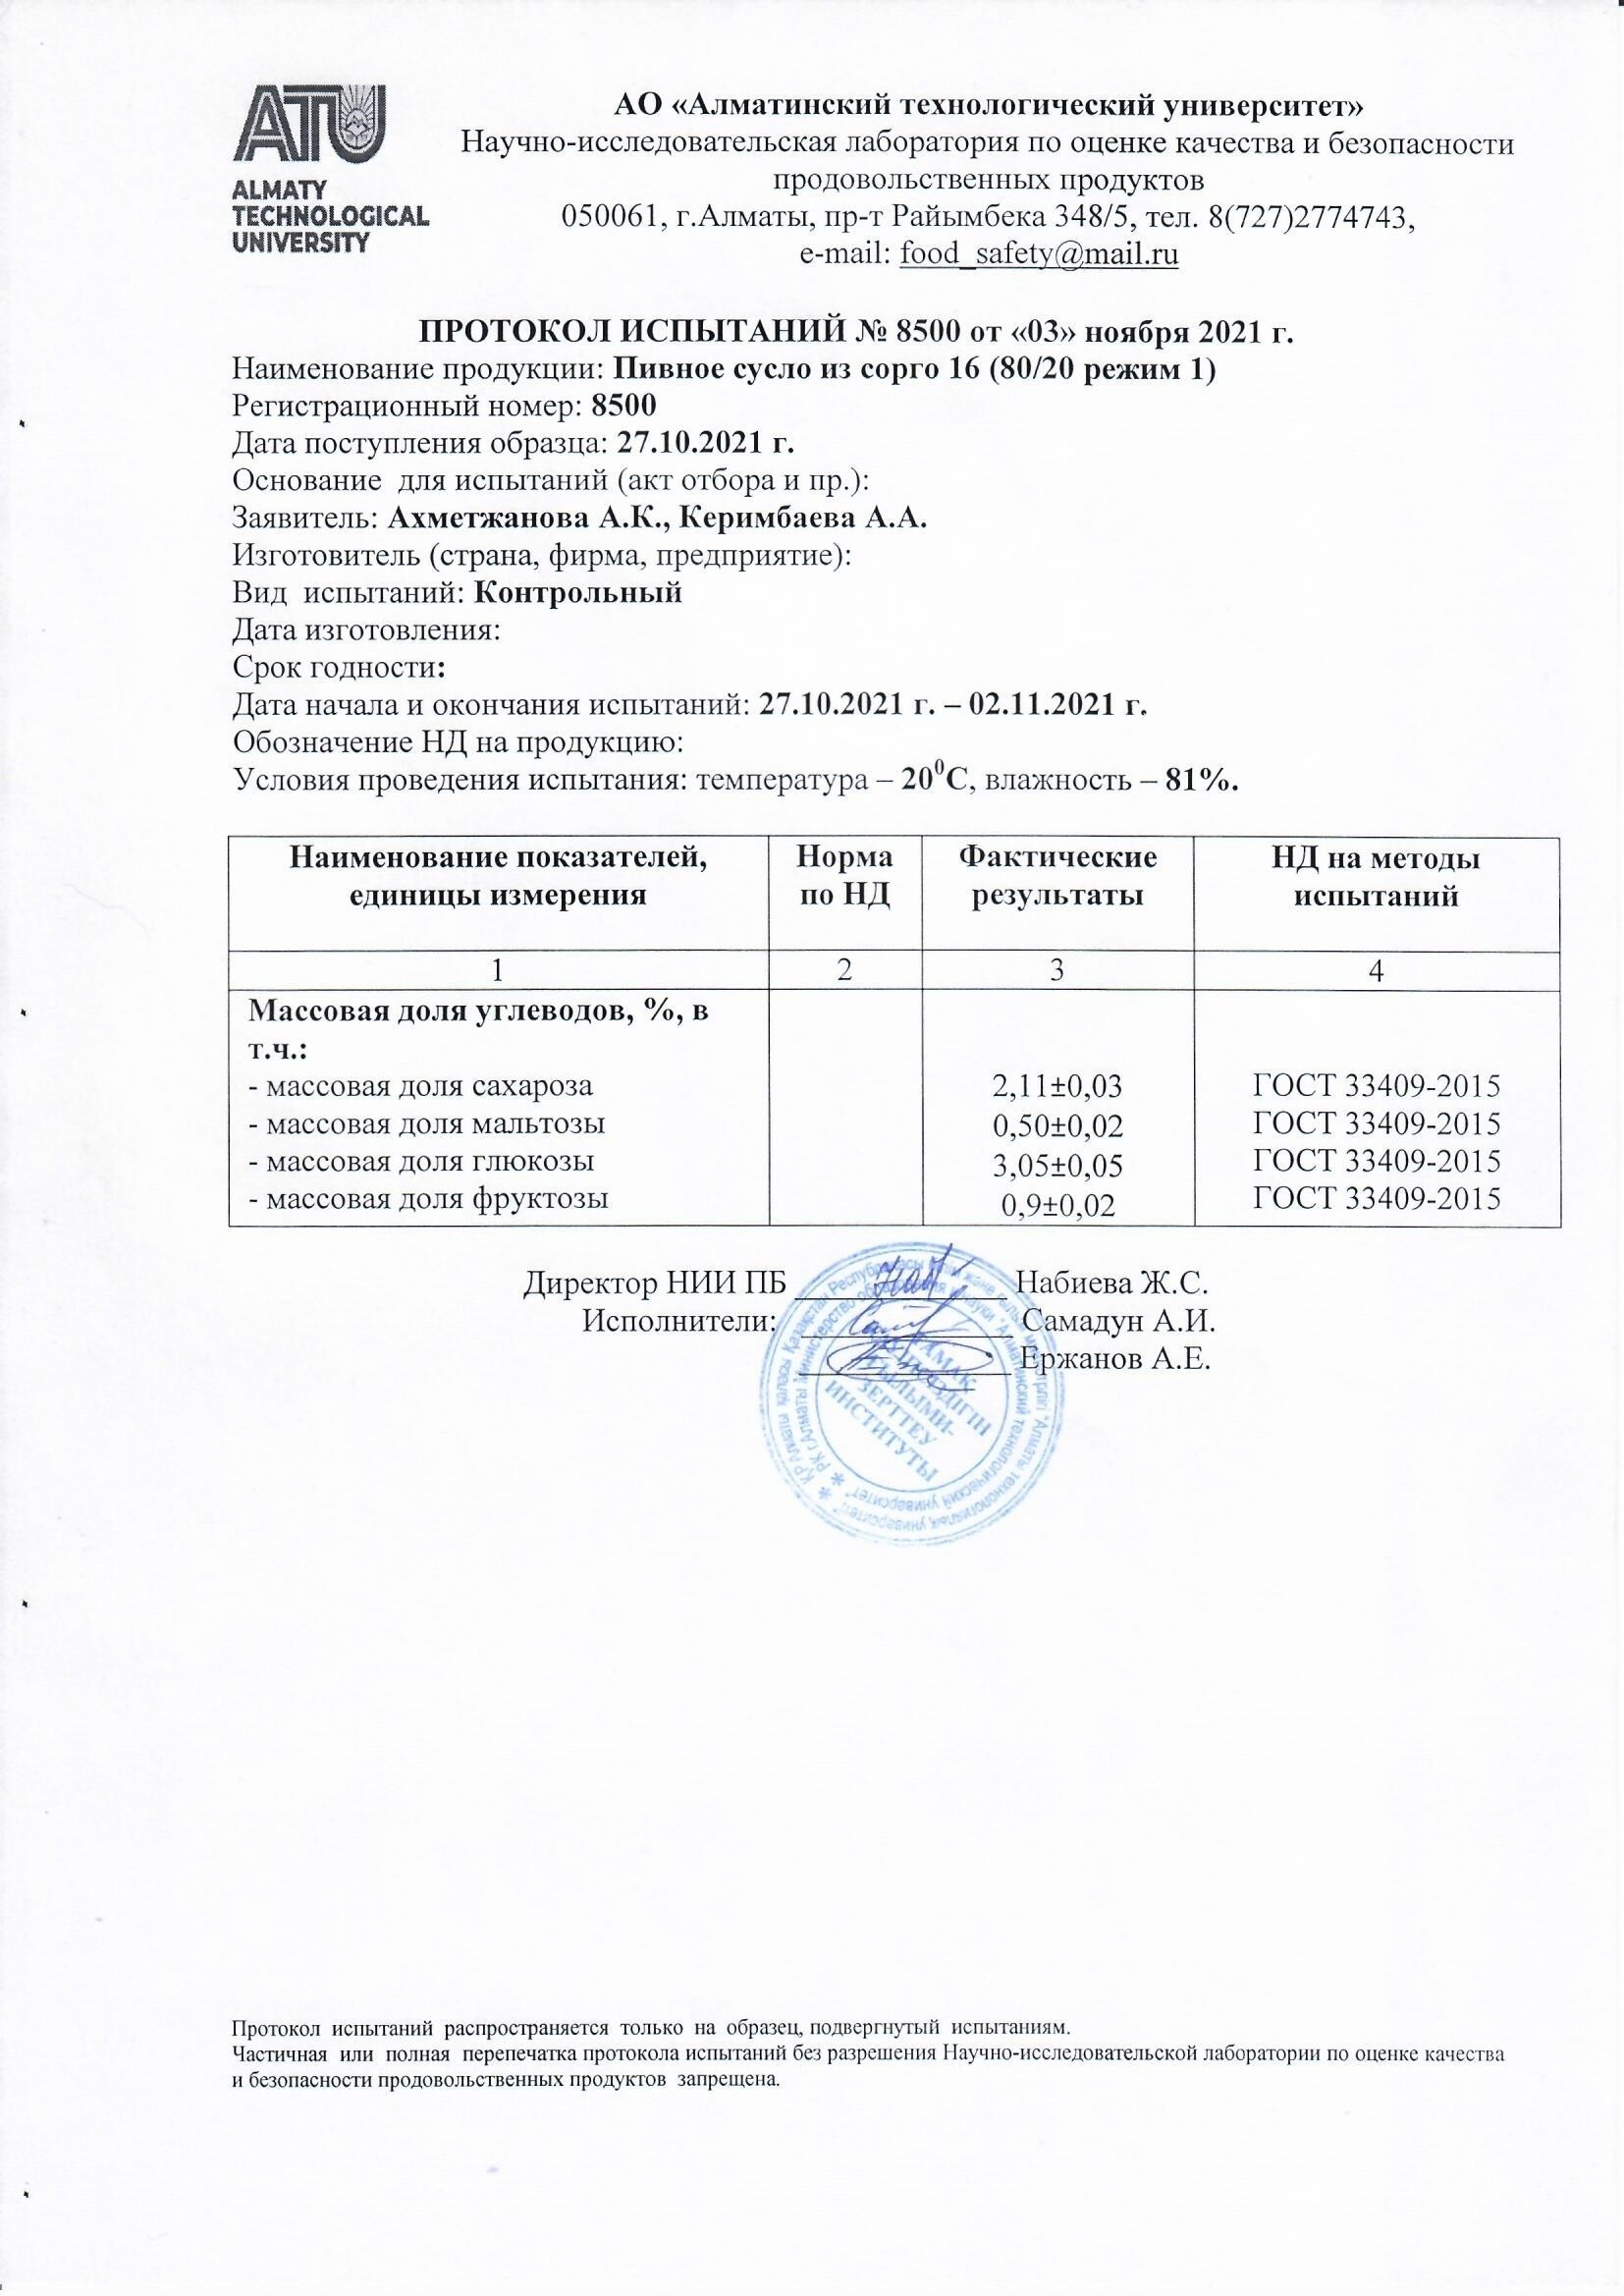 ATU
ALMATY
TECHNOLOGICAL
UNIVERSITY
АО «Алматинский технологический университет»
Научно-исследовательская лаборатория по оценке качества и безопасности
продовольственных продуктов
050061, г.Алматы, пр-т Райымбека 348/5, тел. 8(727)2774743,
e-mail: food_safety@mail.ru
ПРОТОКОЛ ИСПЫТАНИЙ № 8500 от «03» ноября 2021 г.
Наименование продукции: Пивное сусло из сорго 16 (80/20 режим 1)
Регистрационный номер: 8500
Дата поступления образца: 27.10.2021 г.
Основание для испытаний (акт отбора и пр.):
Заявитель: Ахметжанова А.К., Керимбаева А.А.
Изготовитель (страна, фирма, предприятие):
Вид испытаний: Контрольный
Дата изготовления:
Срок годности:
Дата начала и окончания испытаний: 27.10.2021 г. – 02.11.2021 г.
Обозначение НД на продукцию:
Условия проведения испытания: температура – 20⁰С, влажность – 81%.
Наименование показателей, Норма Фактические НД на методы
единицы измерения по НД результаты испытаний
1 2 3 4
Массовая доля углеводов, %, в
т.ч.:
- массовая доля сахароза 2,11±0,03 ГОСТ 33409-2015
- массовая доля мальтозы 0,50±0,02 ГОСТ 33409-2015
- массовая доля глюкозы 3,05±0,05 ГОСТ 33409-2015
- массовая доля фруктозы 0,9±0,02 ГОСТ 33409-2015
Директор НИИ ПБ Набиева Ж.С.
Исполнители: Самадун А.И.
Ержанов А.Е.
ТАМАҚ
ҒЫЛЫМИ-
ЗЕРТТЕУ
ИНСТИТУТЫ
Протокол испытаний распространяется только на образец, подвергнутый испытаниям.
Частичная или полная перепечатка протокола испытаний без разрешения Научно-исследовательской лаборатории по оценке качества
и безопасности продовольственных продуктов запрещена.